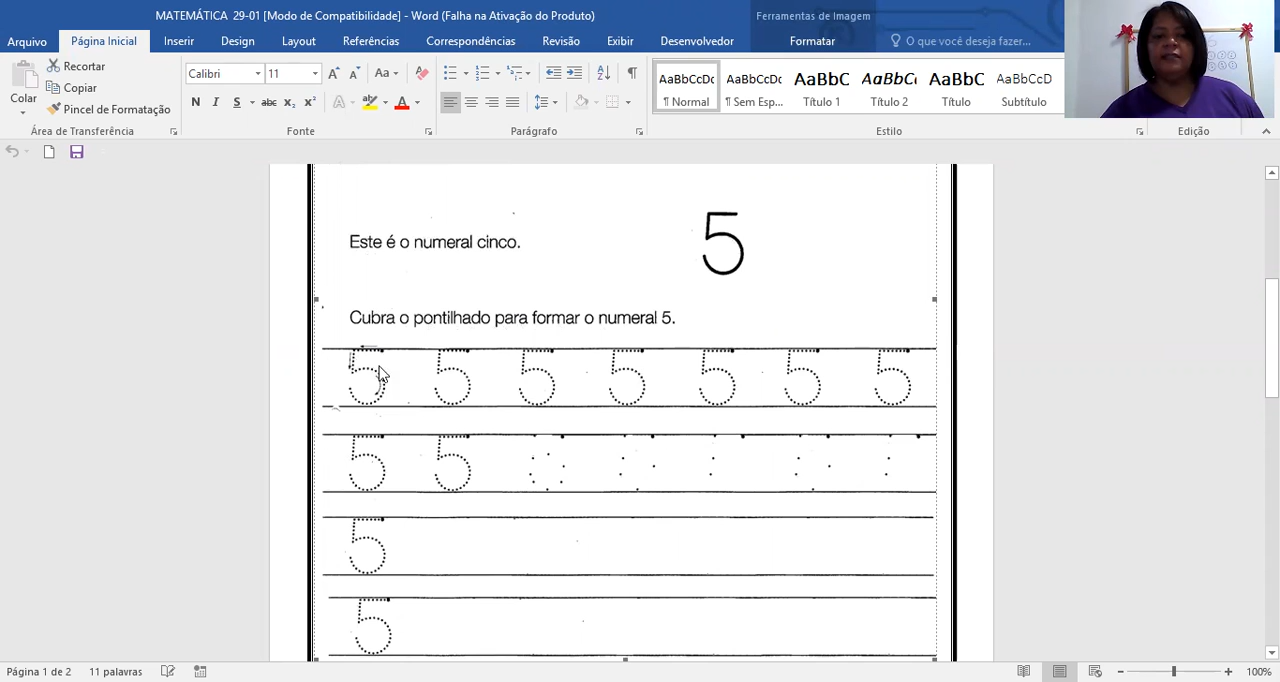 MATEMÁTICA 29-01 [Modo de Compatibilidade] - Word (Falha na Ativação do Produto)
Ferramentas de Imagem
Arquivo Página Inicial Inserir Design Layout Referências Correspondências Revisão Exibir Desenvolvedor Formatar O que você deseja fazer...
Colar
Recortar
Copiar
Pincel de Formatação
Área de Transferência
Calibri 11
N I S abc x₂ x² A
Fonte
Parágrafo
AaBbCcDc AaBbCcDc AaBbC AaBbCc AaBbC AaBbCcD
¶ Normal ¶ Sem Esp... Título 1 Título 2 Título Subtítulo
Estilo
Edição
Este é o numeral cinco. 5
Cubra o pontilhado para formar o numeral 5.
5 5 5 5 5 5 5
5 5
5
5
Página 1 de 2 11 palavras 100%